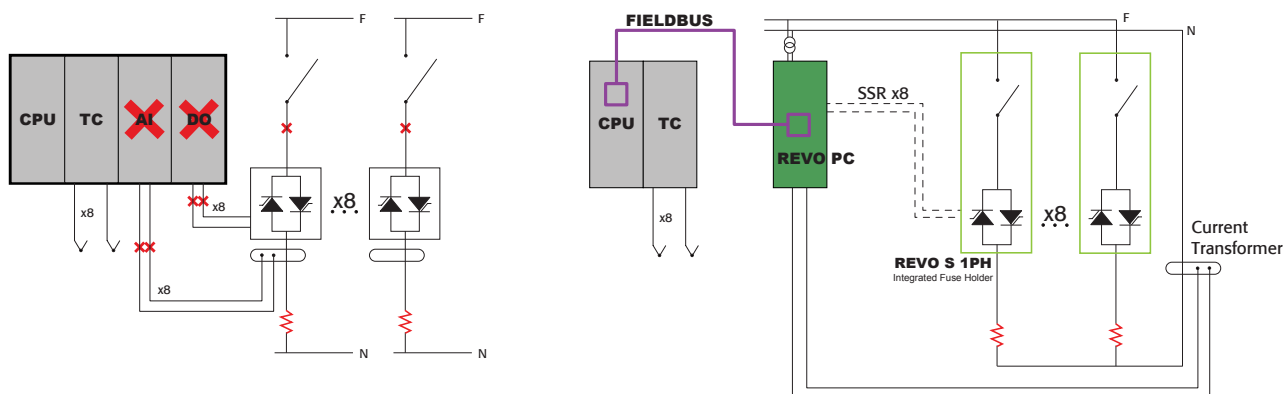 F
CPU
TC
AI
DO
x8
x8
x8
x8
N
F
N
FIELDBUS
F
N
CPU
TC
REVO PC
SSR x8
x8
x8
REVO S 1PH
Integrated Fuse Holder
Current
Transformer